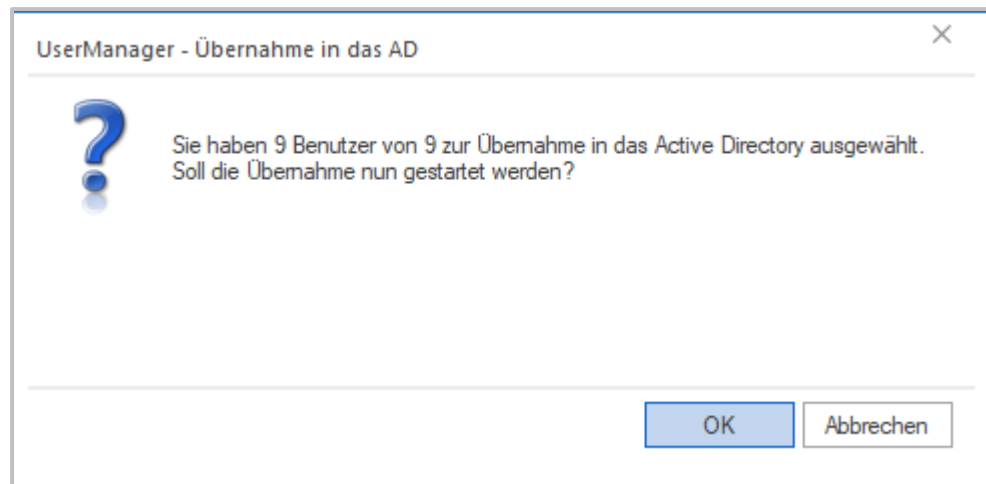 UserManager - Übernahme in das AD
Sie haben 9 Benutzer von 9 zur Übernahme in das Active Directory ausgewählt.
Soll die Übernahme nun gestartet werden?
OK
Abbrechen